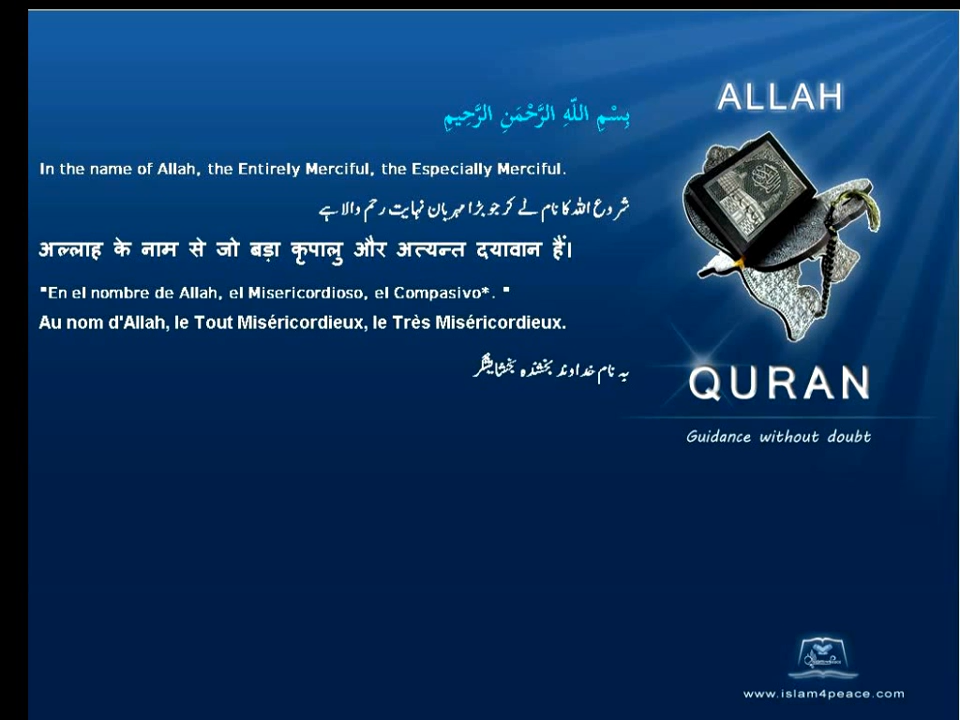 بِسْمِ اللّهِ الرَّحْمَنِ الرَّحِيمِ
In the name of Allah, the Entirely Merciful, the Especially Merciful.
شروع الله کا نام لے کر جو بڑا مہربان نہایت رحم والا ہے
अल्लाह के नाम से जो बड़ा कृपालु और अत्यन्त दयावान हैं।
"En el nombre de Allah, el Misericordioso, el Compasivo*. "
Au nom d'Allah, le Tout Miséricordieux, le Très Miséricordieux.
به نام خداوند بخشنده بخشایشگر
ALLAH
QURAN
Guidance without doubt
www.islam4peace.com